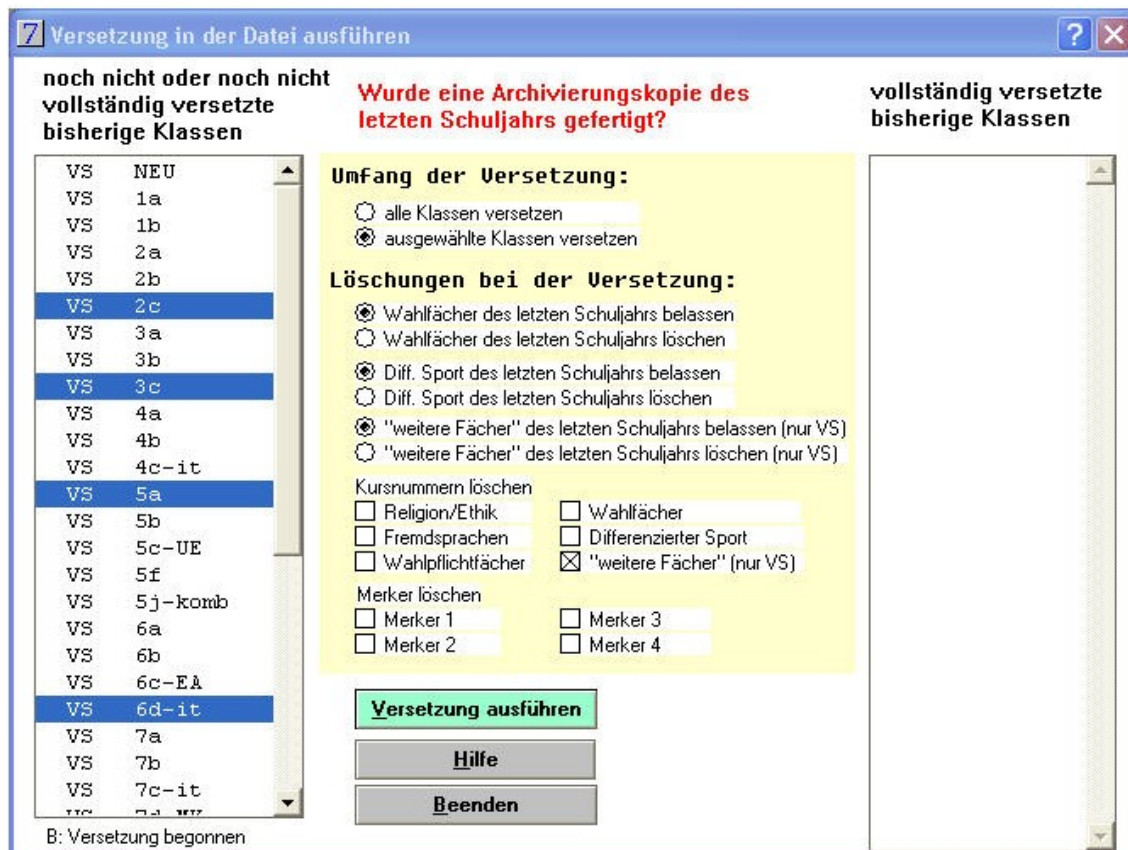 7 Versetzung in der Datei ausführen
noch nicht oder noch nicht
vollständig versetzte
bisherige Klassen
VS NEU
VS 1a
VS 1b
VS 2a
VS 2b
VS 2c
VS 3a
VS 3b
VS 3c
VS 4a
VS 4b
VS 4c-it
VS 5a
VS 5b
VS 5c-UE
VS 5f
VS 5j-komb
VS 6a
VS 6b
VS 6c-EA
VS 6d-it
VS 7a
VS 7b
VS 7c-it
B: Versetzung begonnen
Wurde eine Archivierungskopie des
letzten Schuljahrs gefertigt?
Umfang der Versetzung:
alle Klassen versetzen
ausgewählte Klassen versetzen
Löschungen bei der Versetzung:
Wahlfächer des letzten Schuljahrs belassen
Wahlfächer des letzten Schuljahrs löschen
Diff. Sport des letzten Schuljahrs belassen
Diff. Sport des letzten Schuljahrs löschen
"weitere Fächer" des letzten Schuljahrs belassen (nur VS)
"weitere Fächer" des letzten Schuljahrs löschen (nur VS)
Kursnummern löschen
Religion/Ethik Wahlfächer
Fremdsprachen Differenzierter Sport
Wahlpflichtfächer "weitere Fächer" (nur VS)
Merker löschen
Merker 1 Merker 3
Merker 2 Merker 4
Versetzung ausführen
Hilfe
Beenden
vollständig versetzte
bisherige Klassen